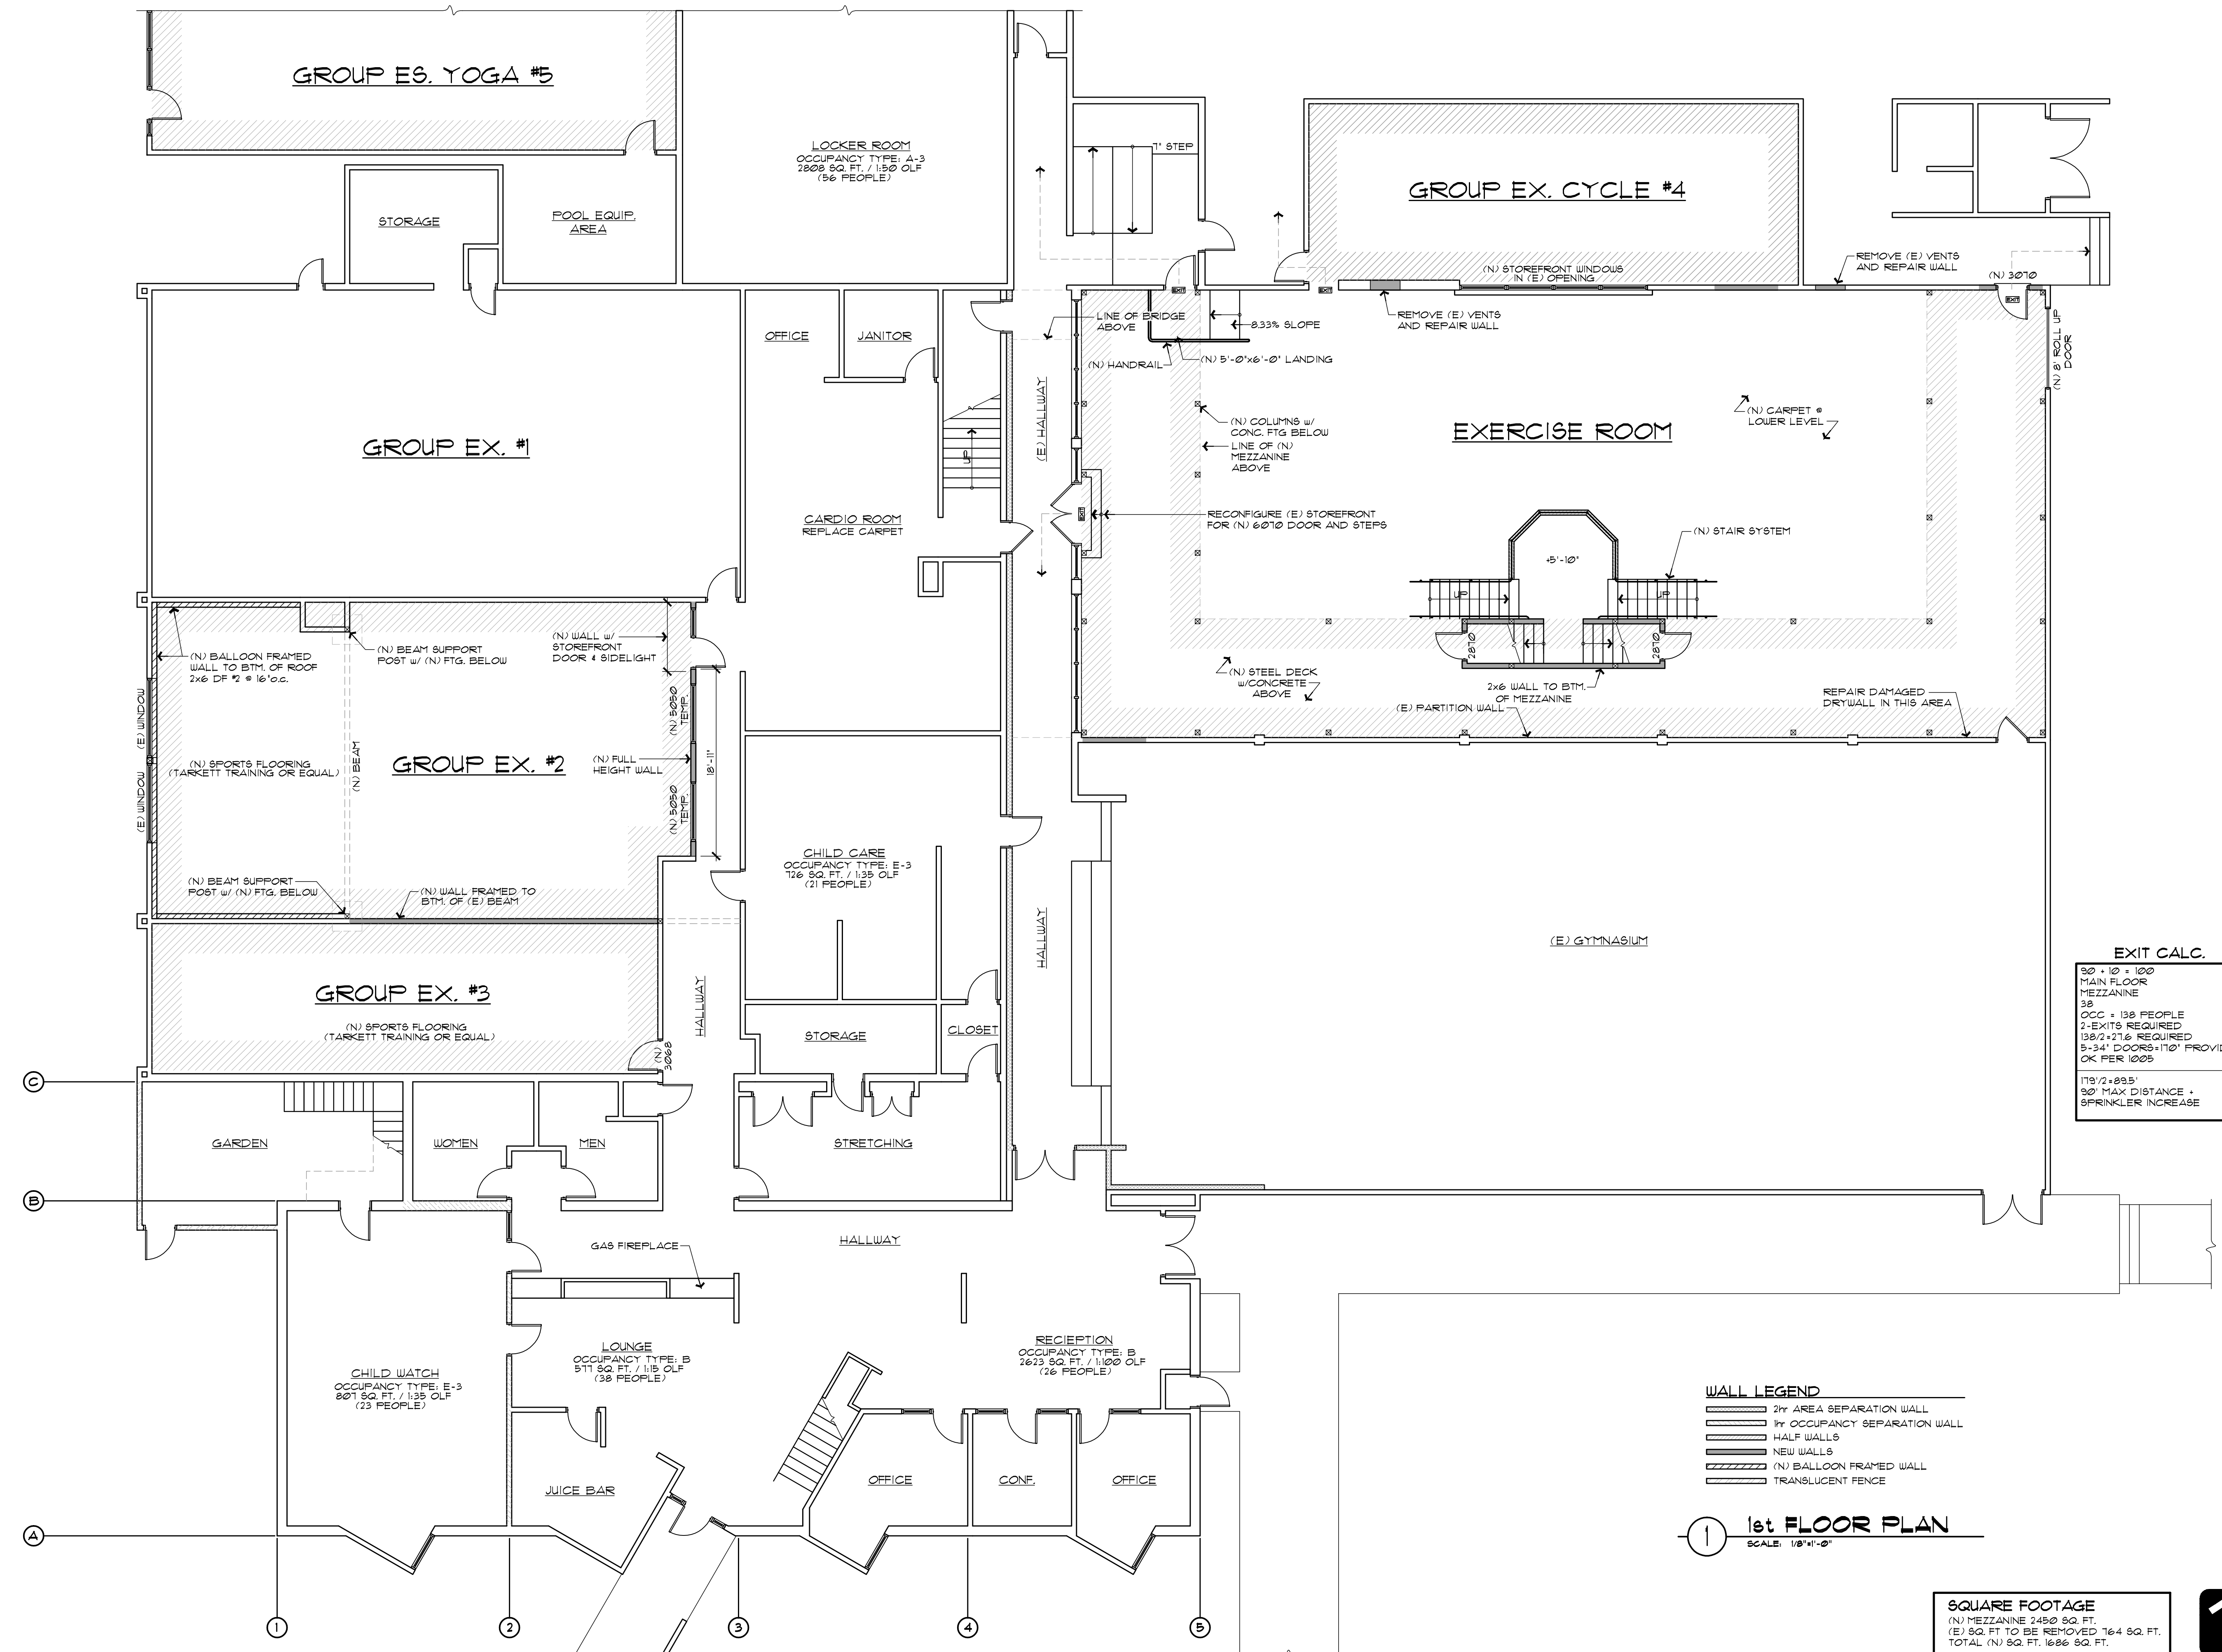 GROUP ES. YOGA #5
LOCKER ROOM
OCCUPANCY TYPE: A-3
2808 SQ. FT. / 1:50 OLF
(56 PEOPLE)
7" STEP
GROUP EX. CYCLE #4
STORAGE
POOL EQUIP.
AREA
(N) STOREFRONT WINDOWS
IN (E) OPENING
REMOVE (E) VENTS
AND REPAIR WALL
(N) 3070
EXIT
EXIT
EXIT
OFFICE
JANITOR
LINE OF BRIDGE
ABOVE
8.33% SLOPE
REMOVE (E) VENTS
AND REPAIR WALL
(N) HANDRAIL
(N) 5'-0"x6'-0" LANDING
(N) 8' ROLL UP
DOOR
(E) HALLWAY
GROUP EX. #1
(N) COLUMNS w/
CONC. FTG BELOW
LINE OF (N)
MEZZANINE
ABOVE
EXERCISE ROOM
(N) CARPET @
LOWER LEVEL
UP
CARDIO ROOM
REPLACE CARPET
EXIT
RECONFIGURE (E) STOREFRONT
FOR (N) 6070 DOOR AND STEPS
(N) STAIR SYSTEM
+5'-10"
UP
UP
2870
2870
(N) BALLOON FRAMED
WALL TO BTM. OF ROOF
2x6 DF #2 @ 16"o.c.
(N) BEAM SUPPORT
POST w/ (N) FTG. BELOW
(N) WALL w/
STOREFRONT
DOOR & SIDELIGHT
(N) STEEL DECK
w/CONCRETE
ABOVE
2x6 WALL TO BTM.
OF MEZZANINE
(E) PARTITION WALL
REPAIR DAMAGED
DRYWALL IN THIS AREA
(E) WINDOW
(E) WINDOW
(N) SPORTS FLOORING
(TARKETT TRAINING OR EQUAL)
(N) BEAM
GROUP EX. #2
(N) FULL
HEIGHT WALL
(N) 5050
TEMP.
(N) 5050
TEMP.
18'-11"
(N) BEAM SUPPORT
POST w/ (N) FTG. BELOW
(N) WALL FRAMED TO
BTM. OF (E) BEAM
CHILD CARE
OCCUPANCY TYPE: E-3
726 SQ. FT. / 1:35 OLF
(21 PEOPLE)
HALLWAY
(E) GYMNASIUM
EXIT CALC.
90 + 10 = 100
MAIN FLOOR
MEZZANINE
38
OCC = 138 PEOPLE
2-EXITS REQUIRED
138/2=27.6 REQUIRED
5-34" DOORS=170" PROVID
OK PER 1005
179'/2=89.5'
90' MAX DISTANCE +
SPRINKLER INCREASE
GROUP EX. #3
(N) SPORTS FLOORING
(TARKETT TRAINING OR EQUAL)
HALLWAY
(N)
3068
STORAGE
CLOSET
C
GARDEN
WOMEN
MEN
STRETCHING
B
HALLWAY
GAS FIREPLACE
CHILD WATCH
OCCUPANCY TYPE: E-3
807 SQ. FT. / 1:35 OLF
(23 PEOPLE)
LOUNGE
OCCUPANCY TYPE: B
577 SQ. FT. / 1:15 OLF
(38 PEOPLE)
RECIEPTION
OCCUPANCY TYPE: B
2623 SQ. FT. / 1:100 OLF
(26 PEOPLE)
JUICE BAR
OFFICE
CONF.
OFFICE
A
WALL LEGEND
2hr AREA SEPARATION WALL
1hr OCCUPANCY SEPARATION WALL
HALF WALLS
NEW WALLS
(N) BALLOON FRAMED WALL
TRANSLUCENT FENCE
1
1st FLOOR PLAN
SCALE: 1/8"=1'-0"
1
2
3
4
5
SQUARE FOOTAGE
(N) MEZZANINE 2450 SQ. FT.
(E) SQ. FT TO BE REMOVED 764 SQ. FT.
TOTAL (N) SQ. FT. 1686 SQ. FT.